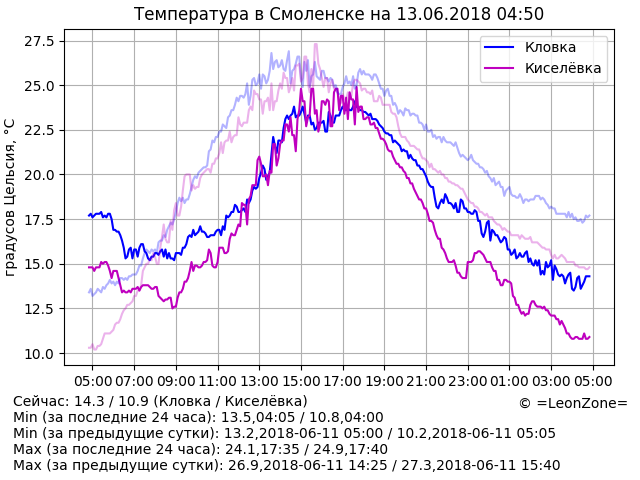 Температура в Смоленске на 13.06.2018 04:50
27.5
25.0
22.5
20.0
17.5
15.0
12.5
10.0
градусов Цельсия, °C
Кловка
Киселёвка
05:00 07:00 09:00 11:00 13:00 15:00 17:00 19:00 21:00 23:00 01:00 03:00 05:00
Сейчас: 14.3 / 10.9 (Кловка / Киселёвка)
© =LeonZone=
Min (за последние 24 часа): 13.5,04:05 / 10.8,04:00
Min (за предыдущие сутки): 13.2,2018-06-11 05:00 / 10.2,2018-06-11 05:05
Max (за последние 24 часа): 24.1,17:35 / 24.9,17:40
Max (за предыдущие сутки): 26.9,2018-06-11 14:25 / 27.3,2018-06-11 15:40